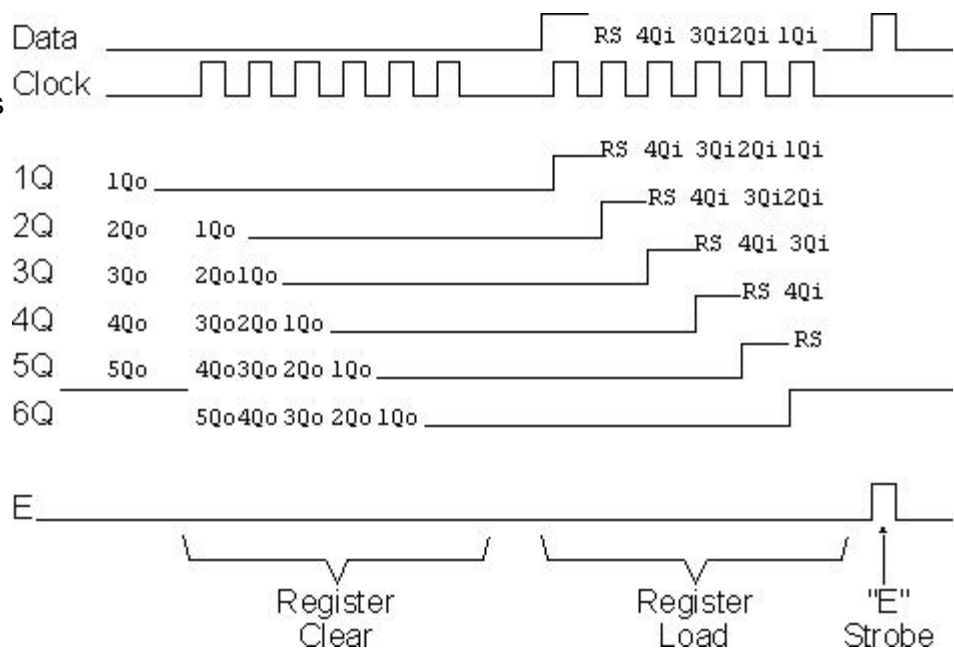 Data RS 4Qi 3Qi2Qi 1Qi
Clock
s
RS 4Qi 3Qi2Qi 1Qi
1Q 1Qo
RS 4Qi 3Qi2Qi
2Q 2Qo 1Qo
RS 4Qi 3Qi
3Q 3Qo 2Qo1Qo
RS 4Qi
4Q 4Qo 3Qo2Qo 1Qo
RS
5Q 5Qo 4Qo3Qo 2Qo 1Qo
6Q 5Qo4Qo 3Qo 2Qo 1Qo
E
Register Clear
Register Load
"E" Strobe